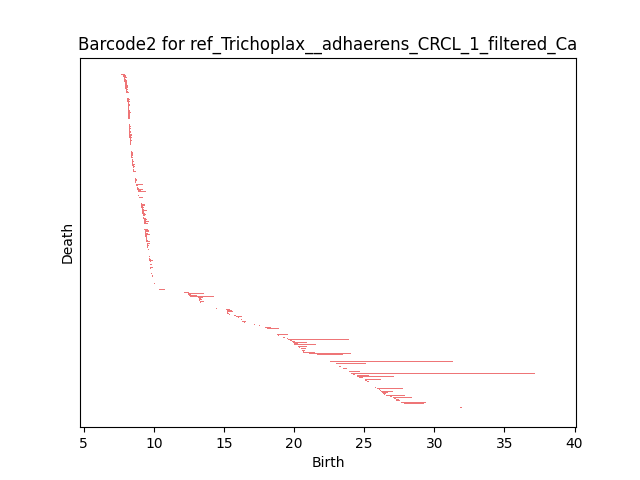 Barcode2 for ref_Trichoplax__adhaerens_CRCL_1_filtered_Ca
Death
5 10 15 20 25 30 35 40
Birth